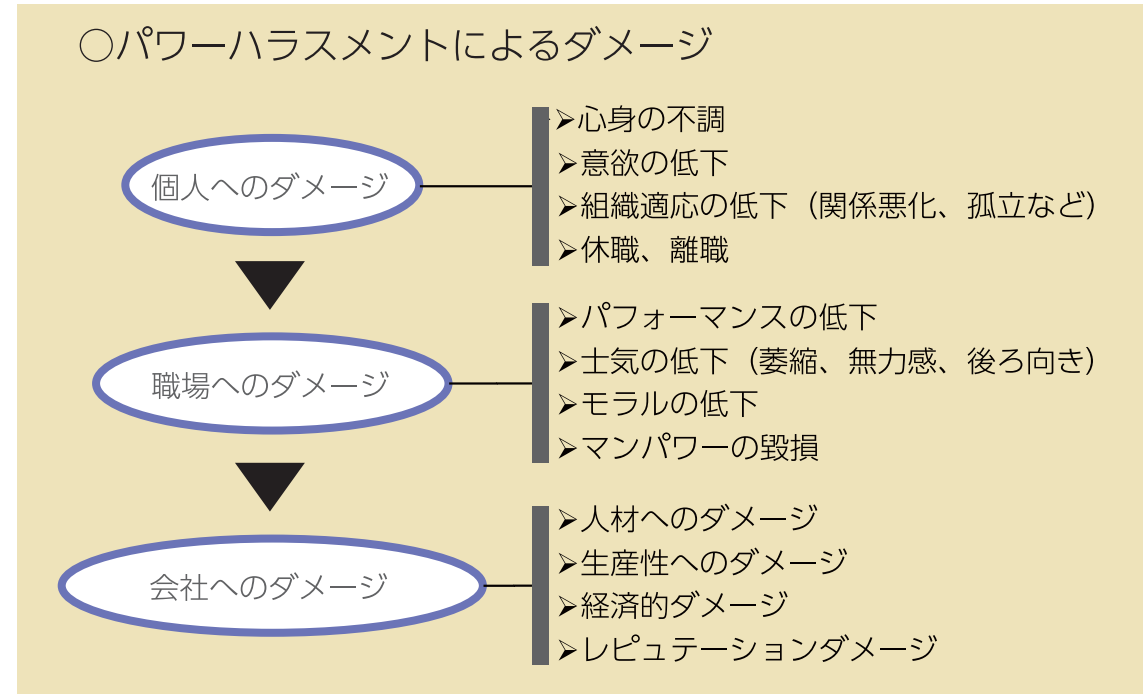 ○パワーハラスメントによるダメージ
個人へのダメージ
➢心身の不調
➢意欲の低下
➢組織適応の低下（関係悪化、孤立など）
➢休職、離職
職場へのダメージ
➢パフォーマンスの低下
➢士気の低下（萎縮、無力感、後ろ向き）
➢モラルの低下
➢マンパワーの毀損
会社へのダメージ
➢人材へのダメージ
➢生産性へのダメージ
➢経済的ダメージ
➢レピュテーションダメージ